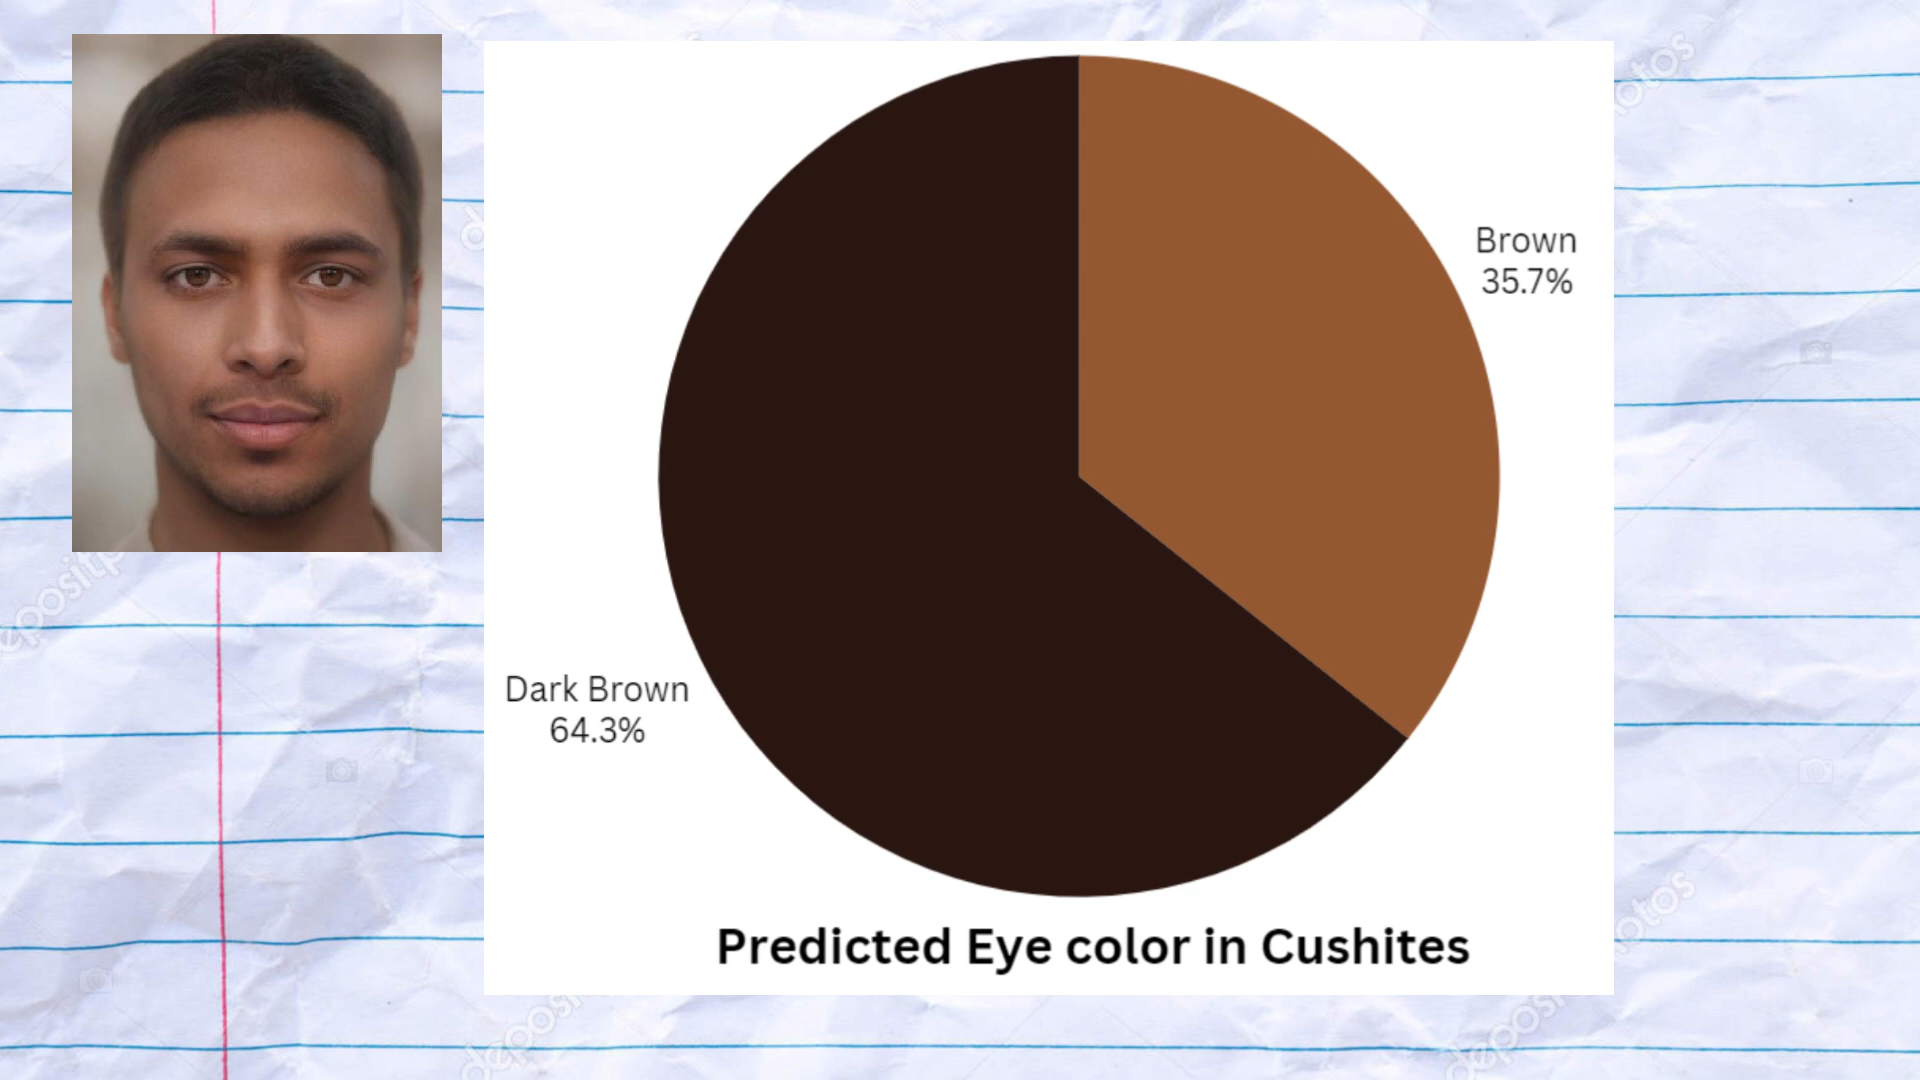 Brown
35.7%
Dark Brown
64.3%
Predicted Eye color in Cushites